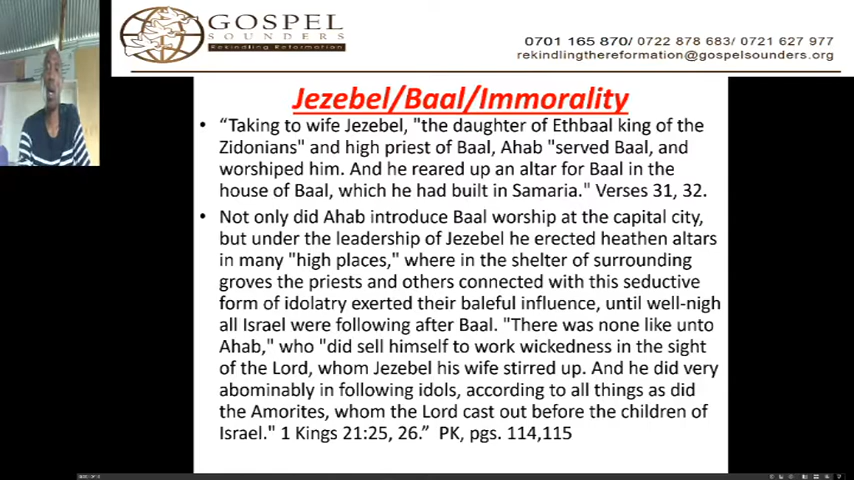 GOSPEL
SOUNDERS
Rekindling Reformation
0701 165 870/ 0722 878 683/ 0721 627 977
rekindlingthereformation@gospelsounders.org
Jezebel/Baal/Immorality
• “Taking to wife Jezebel, "the daughter of Ethbaal king of the
Zidonians" and high priest of Baal, Ahab "served Baal, and
worshiped him. And he reared up an altar for Baal in the
house of Baal, which he had built in Samaria." Verses 31, 32.
• Not only did Ahab introduce Baal worship at the capital city,
but under the leadership of Jezebel he erected heathen altars
in many "high places," where in the shelter of surrounding
groves the priests and others connected with this seductive
form of idolatry exerted their baleful influence, until well-nigh
all Israel were following after Baal. "There was none like unto
Ahab," who "did sell himself to work wickedness in the sight
of the Lord, whom Jezebel his wife stirred up. And he did very
abominably in following idols, according to all things as did
the Amorites, whom the Lord cast out before the children of
Israel." 1 Kings 21:25, 26.” PK, pgs. 114,115